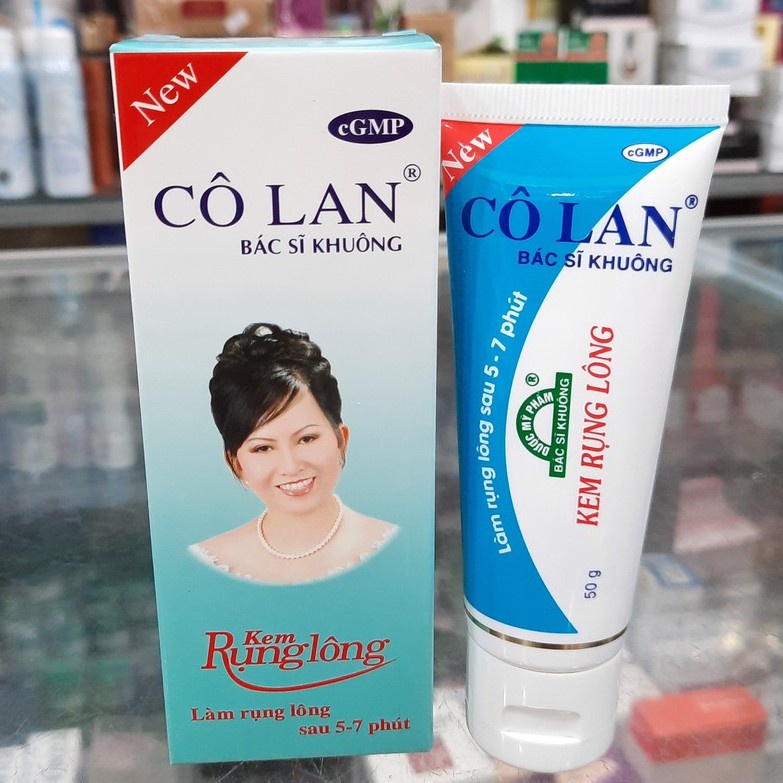 New
cGMP
CÔ LAN®
BÁC SĨ KHUÔNG
Kem
Rụnglông
Làm rụng lông
sau 5-7 phút
New
cGMP
CÔ LAN®
BÁC SĨ KHUÔNG
Làm rụng lông sau 5 - 7 phút
DƯỢC MỸ PHẨM ®
BÁC SĨ KHUÔNG
KEM RỤNG LÔNG
50 g